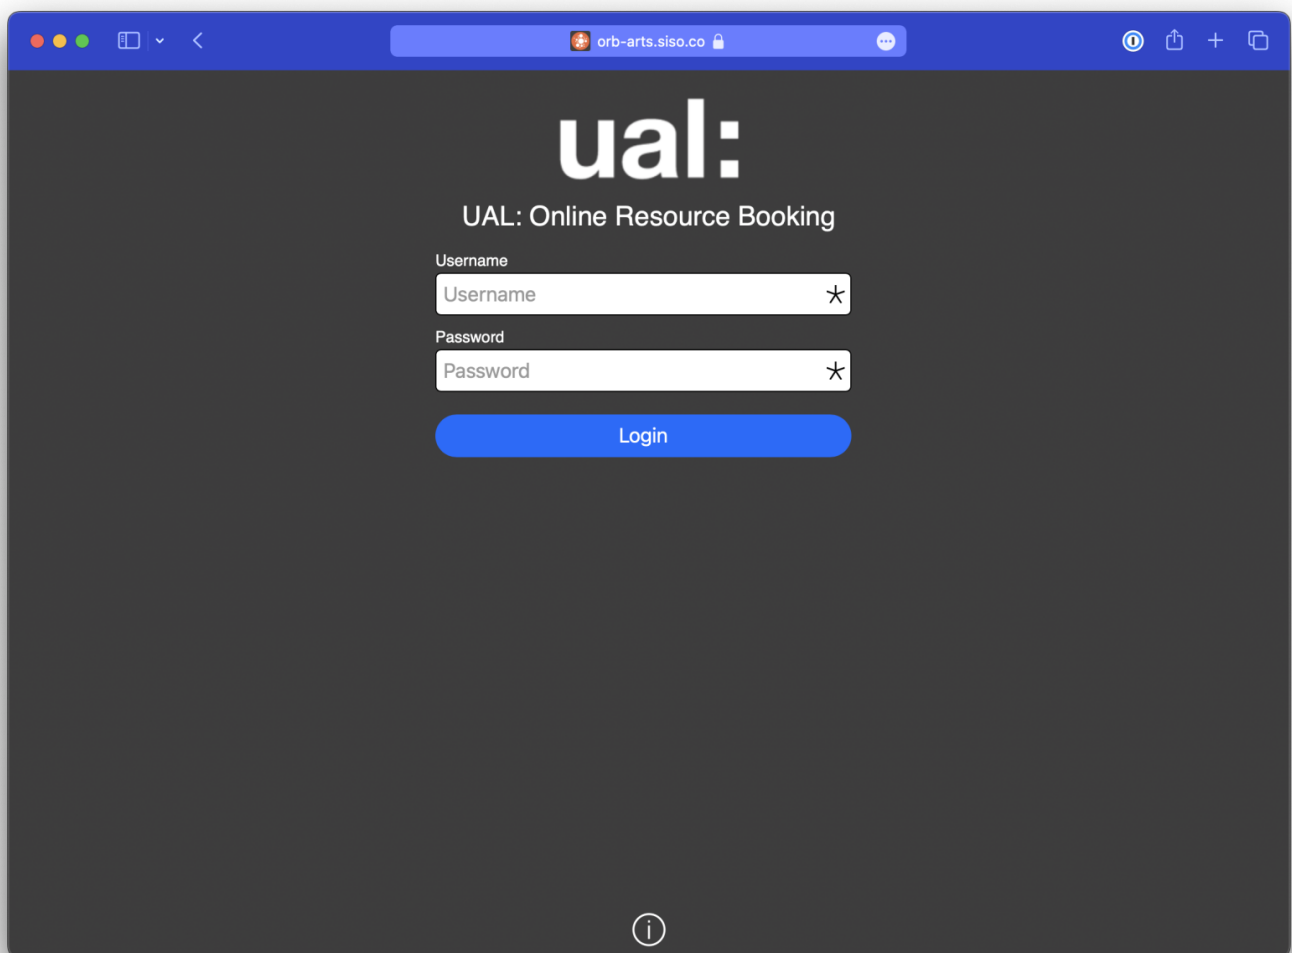 orb-arts.siso.co
ual:
UAL: Online Resource Booking
Username
Username
Password
Password
Login